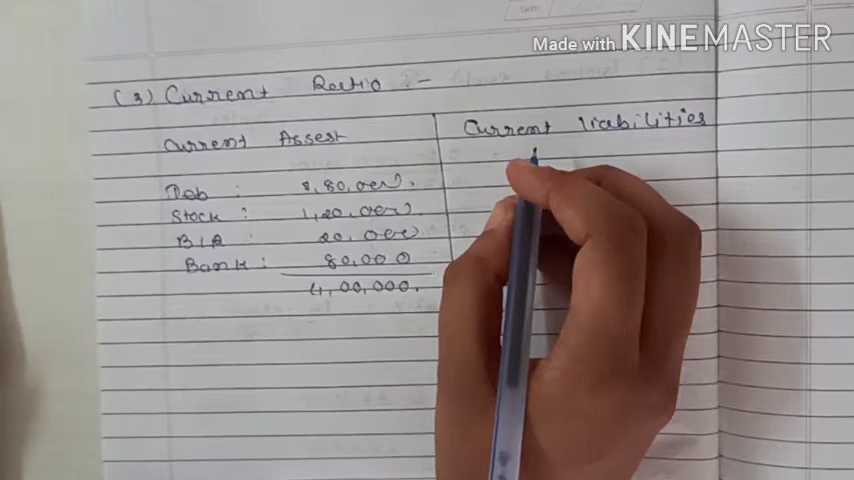 Made with KINEMASTER
(3) Current Ratio :-
Current Assest
Current liabilities
Deb : 1,80,000.
Stock : 1,20,000.
B/R : 20,000
Bank : 80,000
4,00,000.